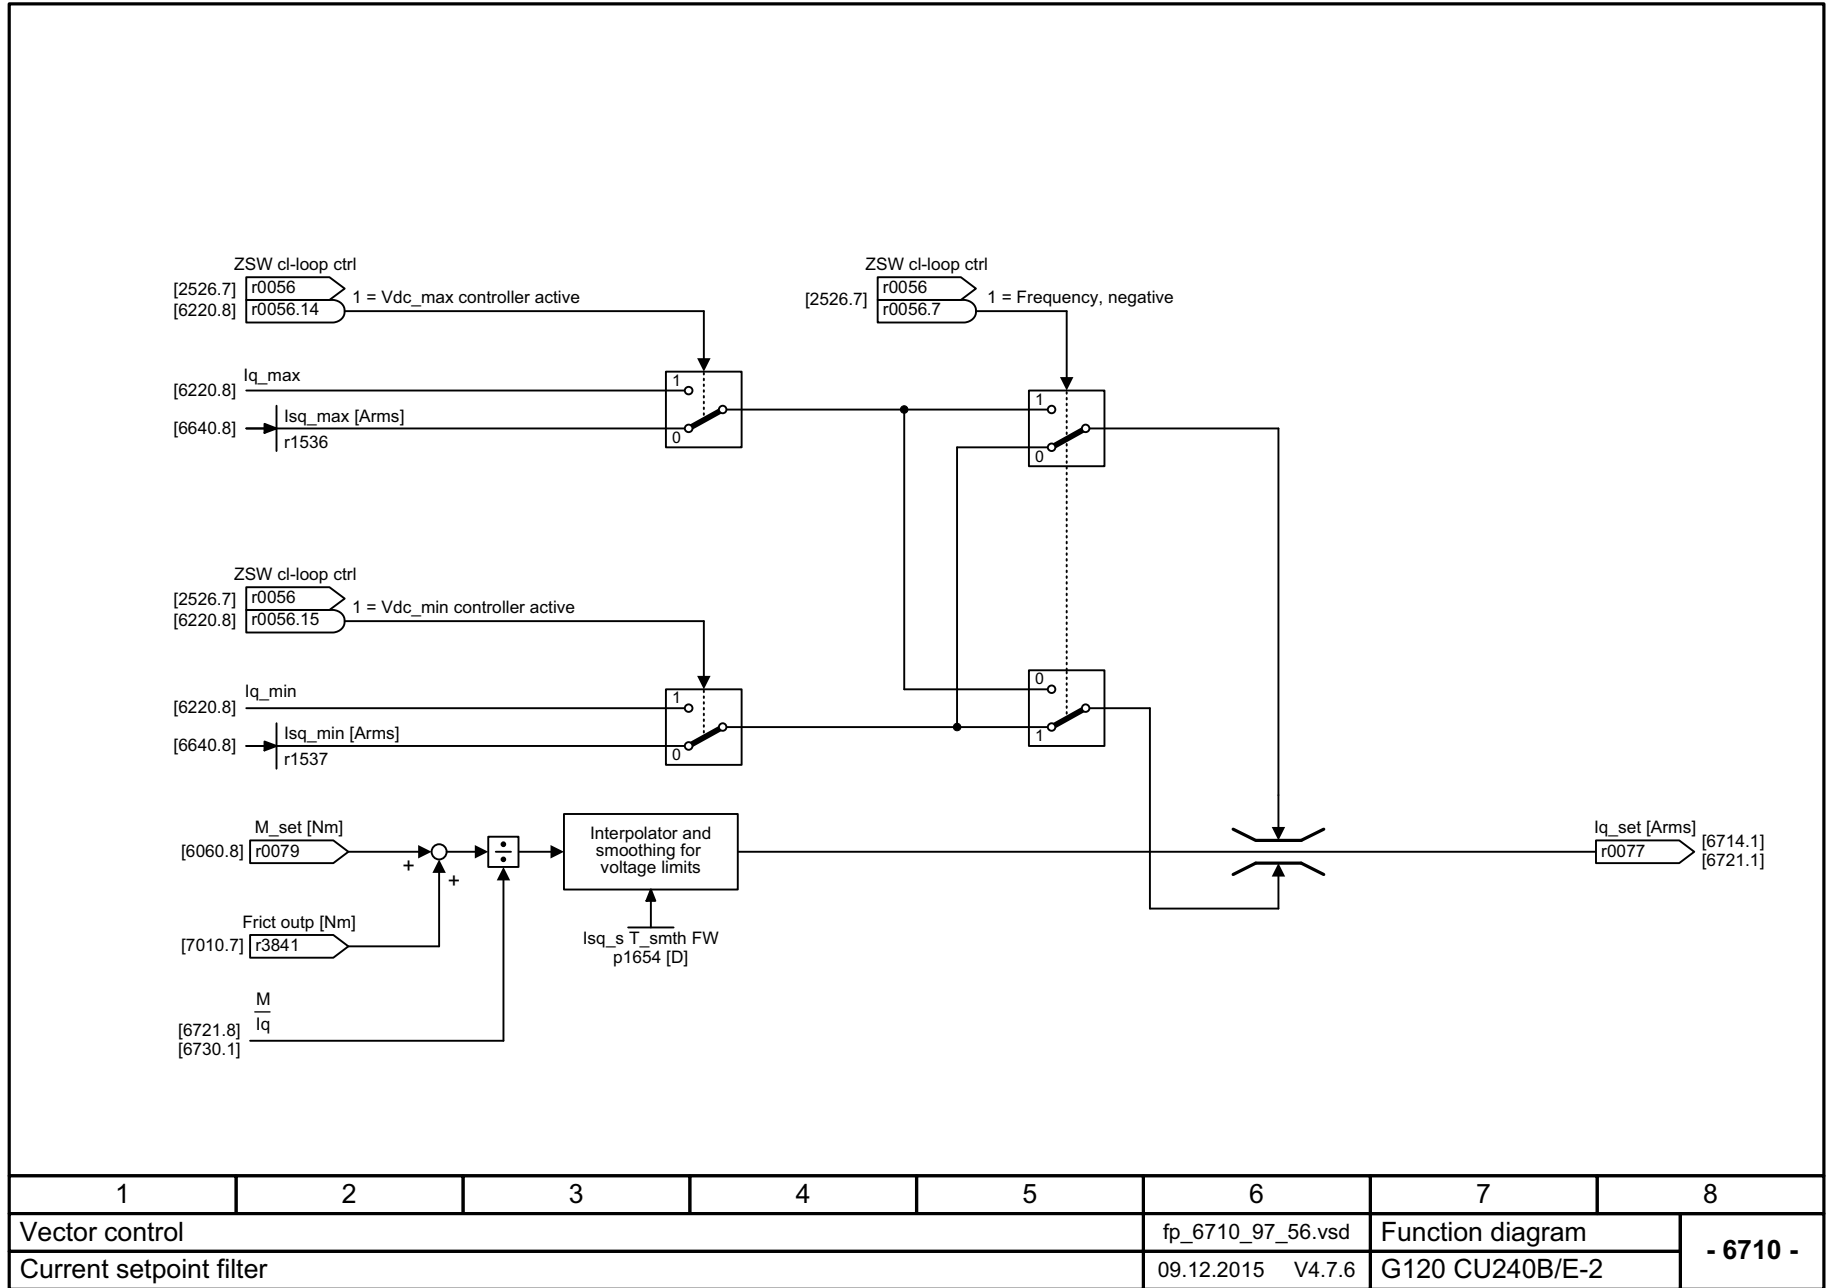 ZSW cl-loop ctrl
[2526.7] r0056
[6220.8] r0056.14
1 = Vdc_max controller active
ZSW cl-loop ctrl
[2526.7] r0056
r0056.7
1 = Frequency, negative
[6220.8] Iq_max
[6640.8] Isq_max [Arms]
r1536
1
0
1
0
ZSW cl-loop ctrl
[2526.7] r0056
[6220.8] r0056.15
1 = Vdc_min controller active
[6220.8] Iq_min
[6640.8] Isq_min [Arms]
r1537
1
0
0
1
M_set [Nm]
[6060.8] r0079
+
+
÷
Interpolator and
smoothing for
voltage limits
Isq_s T_smth FW
p1654 [D]
Iq_set [Arms]
r0077
[6714.1]
[6721.1]
Frict outp [Nm]
[7010.7] r3841
M
Iq
[6721.8]
[6730.1]
1 2 3 4 5 6 7 8
Vector control fp_6710_97_56.vsd Function diagram
- 6710 -
Current setpoint filter 09.12.2015 V4.7.6 G120 CU240B/E-2